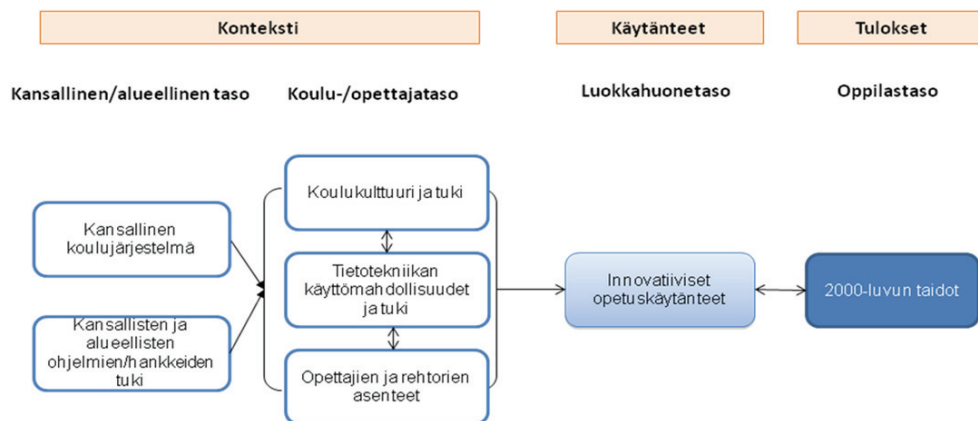 Konteksti
Käytänteet
Tulokset
Kansallinen/alueellinen taso
Koulu-/opettajataso
Luokkahuonetaso
Oppilastaso
Kansallinen
koulujärjestelmä
Kansallisten ja
alueellisten
ohjelmien/hankkeiden
tuki
Koulukulttuuri ja tuki
Tietotekniikan
käyttömahdollisuudet
ja tuki
Opettajien ja rehtorien
asenteet
Innovatiiviset
opetuskäytänteet
2000-luvun taidot